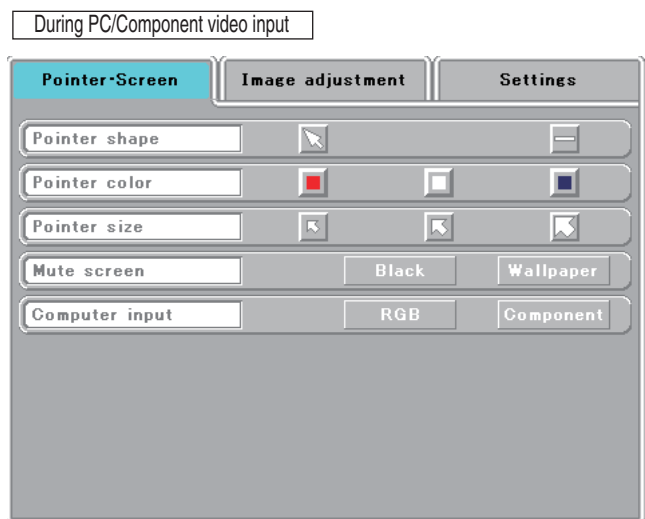 During PC/Component video input
Pointer·Screen Image adjustment Settings
Pointer shape
Pointer color
Pointer size
Mute screen Black Wallpaper
Computer input RGB Component